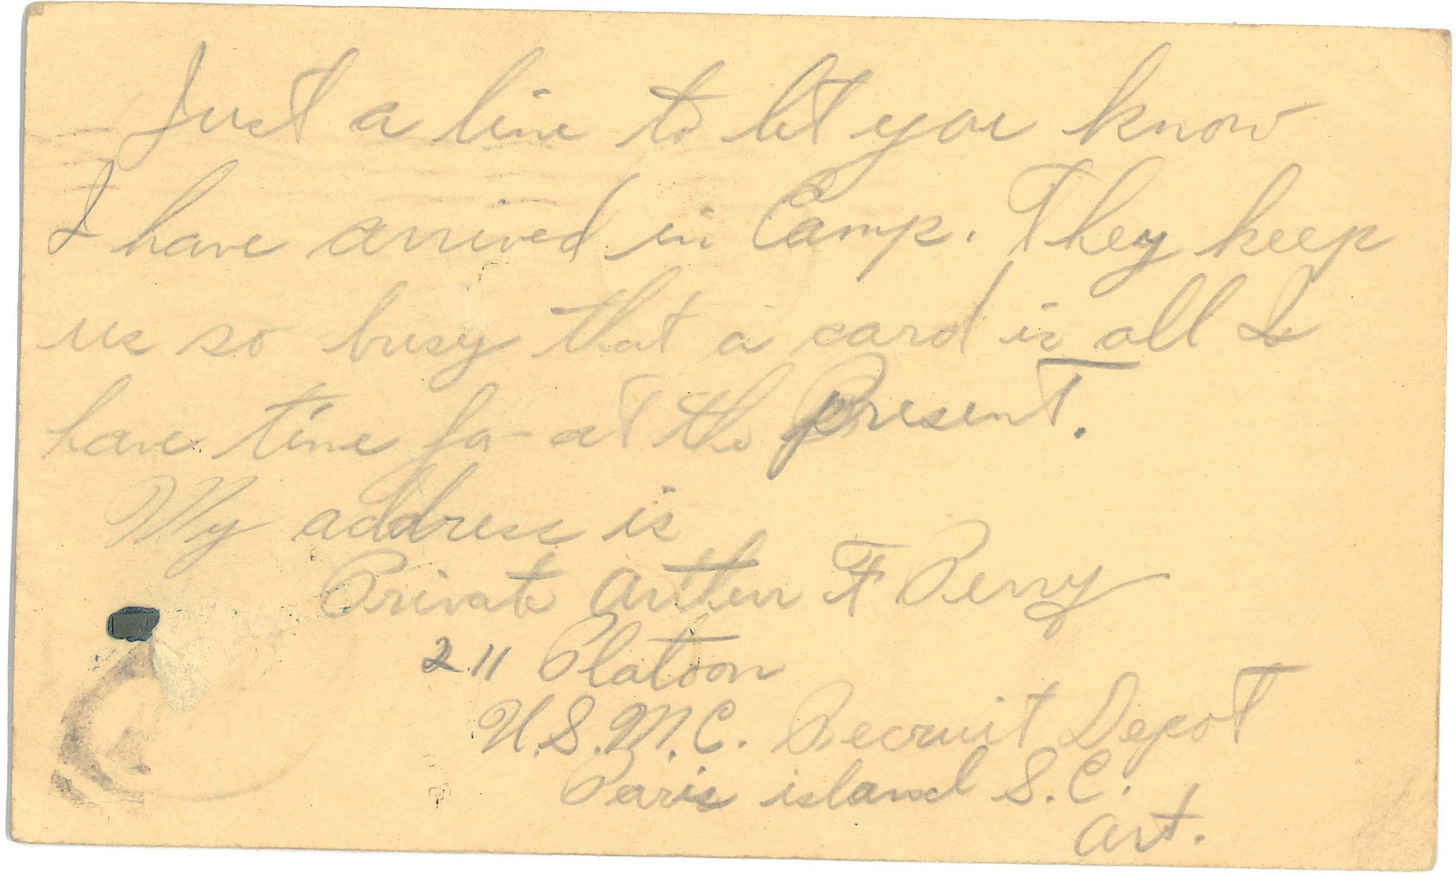 Just a line to let you know
I have arrived in Camp. They keep
us so busy that a card is all I
have time for at the present.
My address is
Private Arthur F Perry
211 Platoon
U.S.M.C. Recruit Depot
Paris island S.C.
Art.